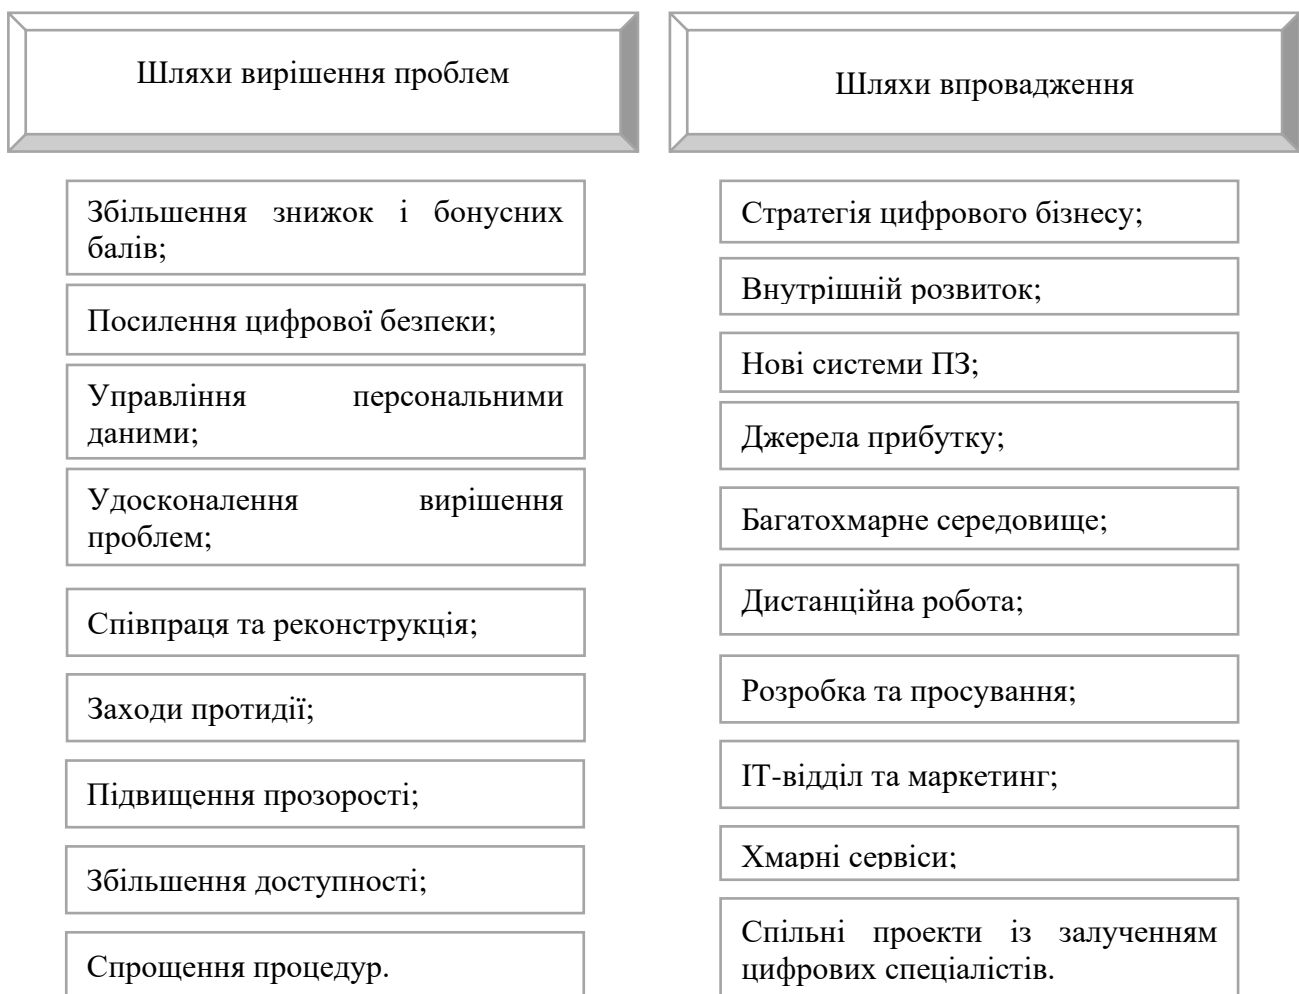 Шляхи вирішення проблем
Збільшення знижок і бонусних
балів;
Посилення цифрової безпеки;
Управління персональними
даними;
Удосконалення вирішення
проблем;
Співпраця та реконструкція;
Заходи протидії;
Підвищення прозорості;
Збільшення доступності;
Спрощення процедур.
Шляхи впровадження
Стратегія цифрового бізнесу;
Внутрішній розвиток;
Нові системи ПЗ;
Джерела прибутку;
Багатохмарне середовище;
Дистанційна робота;
Розробка та просування;
ІТ-відділ та маркетинг;
Хмарні сервіси;
Спільні проекти із залученням
цифрових спеціалістів.